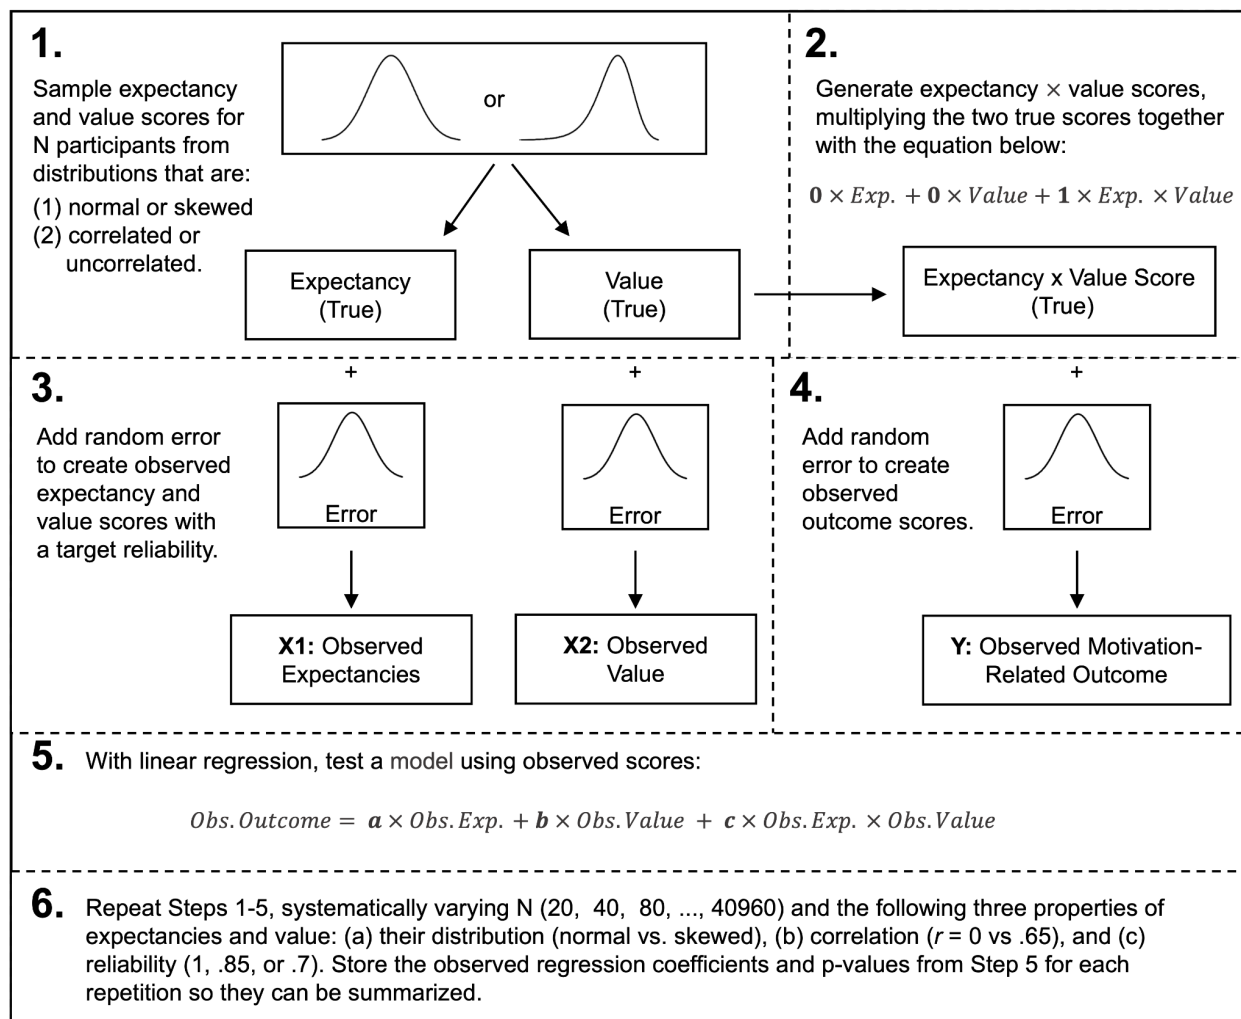 1.
Sample expectancy
and value scores for
N participants from
distributions that are:
(1) normal or skewed
(2) correlated or
uncorrelated.
or
Expectancy
(True)
Value
(True)
2.
Generate expectancy × value scores,
multiplying the two true scores together
with the equation below:
0 × Exp. + 0 × Value + 1 × Exp. × Value
Expectancy x Value Score
(True)
3.
Add random error
to create observed
expectancy and
value scores with
a target reliability.
+
Error
X1: Observed
Expectancies
+
Error
X2: Observed
Value
4.
Add random
error to create
observed
outcome scores.
+
Error
Y: Observed Motivation-
Related Outcome
5.
With linear regression, test a model using observed scores:
Obs. Outcome = a × Obs. Exp. + b × Obs. Value + c × Obs. Exp. × Obs. Value
6.
Repeat Steps 1-5, systematically varying N (20, 40, 80, ..., 40960) and the following three properties of
expectancies and value: (a) their distribution (normal vs. skewed), (b) correlation (r = 0 vs .65), and (c)
reliability (1, .85, or .7). Store the observed regression coefficients and p-values from Step 5 for each
repetition so they can be summarized.